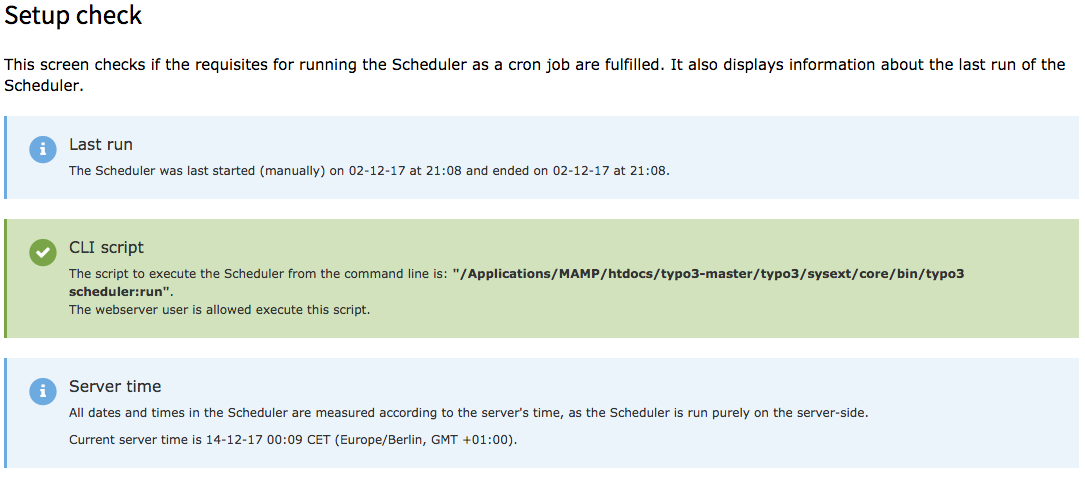 Setup check
This screen checks if the requisites for running the Scheduler as a cron job are fulfilled. It also displays information about the last run of the
Scheduler.
Last run
The Scheduler was last started (manually) on 02-12-17 at 21:08 and ended on 02-12-17 at 21:08.
CLI script
The script to execute the Scheduler from the command line is: "/Applications/MAMP/htdocs/typo3-master/typo3/sysext/core/bin/typo3
scheduler:run".
The webserver user is allowed execute this script.
Server time
All dates and times in the Scheduler are measured according to the server's time, as the Scheduler is run purely on the server-side.
Current server time is 14-12-17 00:09 CET (Europe/Berlin, GMT +01:00).